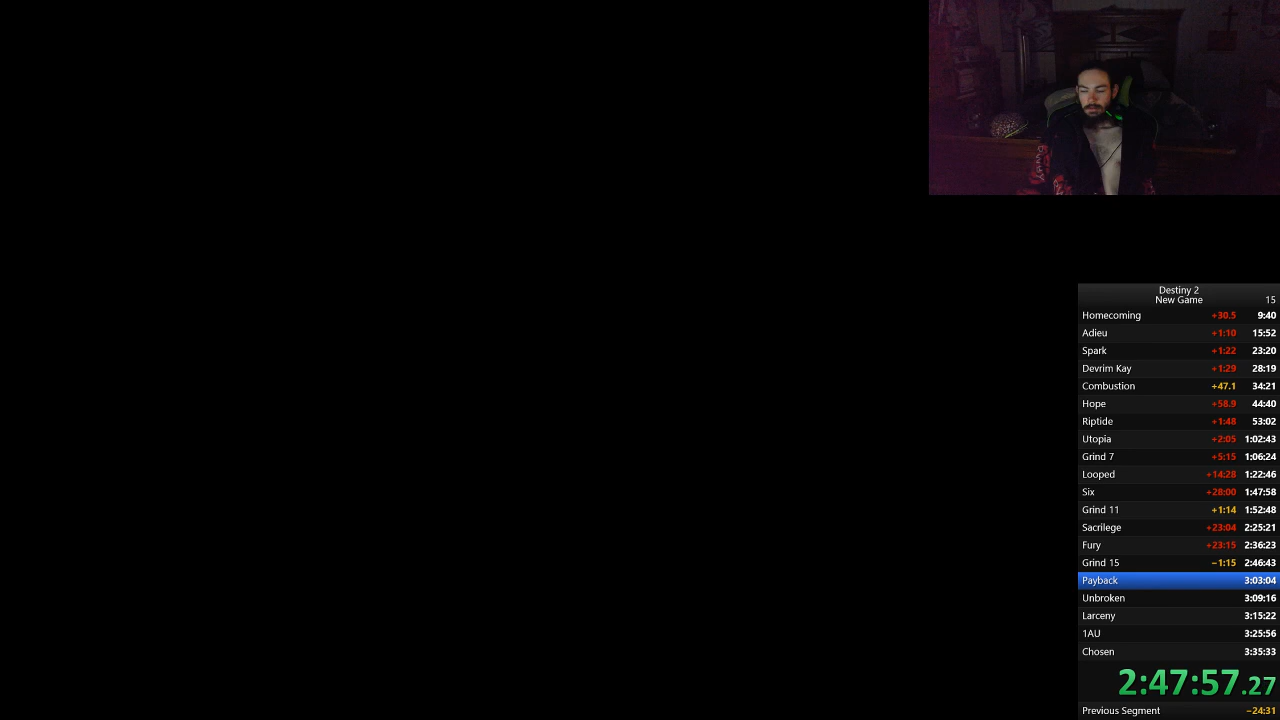 Destiny 2
New Game 15
Homecoming +30.5 9:40
Adieu +1:10 15:52
Spark +1:22 23:20
Devrim Kay +1:29 28:19
Combustion +47.1 34:21
Hope +58.9 44:40
Riptide +1:48 53:02
Utopia +2:05 1:02:43
Grind 7 +5:15 1:06:24
Looped +14:28 1:22:46
Six +28:00 1:47:58
Grind 11 +1:14 1:52:48
Sacrilege +23:04 2:25:21
Fury +23:15 2:36:23
Grind 15 −1:15 2:46:43
Payback 3:03:04
Unbroken 3:09:16
Larceny 3:15:22
1AU 3:25:56
Chosen 3:35:33
2:47:57.27
Previous Segment −24:31